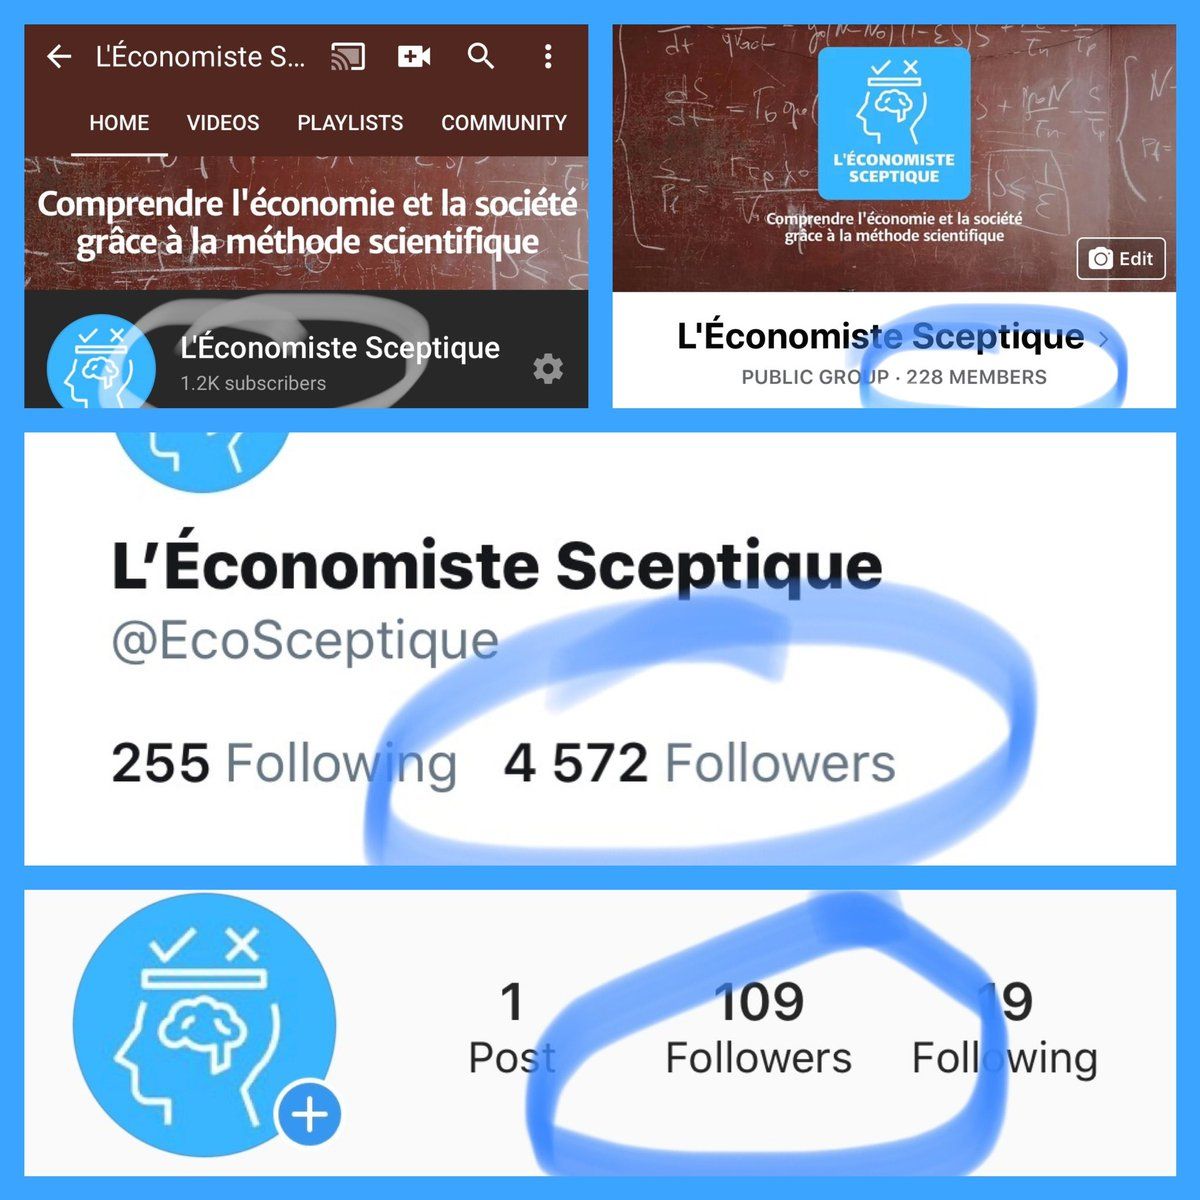 L'Économiste S...
HOME VIDEOS PLAYLISTS COMMUNITY
Comprendre l'économie et la société
grâce à la méthode scientifique
L'Économiste Sceptique
1.2K subscribers
L'ÉCONOMISTE
SCEPTIQUE
Comprendre l'économie et la société
grâce à la méthode scientifique
Edit
L'Économiste Sceptique
PUBLIC GROUP · 228 MEMBERS
L’Économiste Sceptique
@EcoSceptique
255 Following 4 572 Followers
1 109 19
Post Followers Following